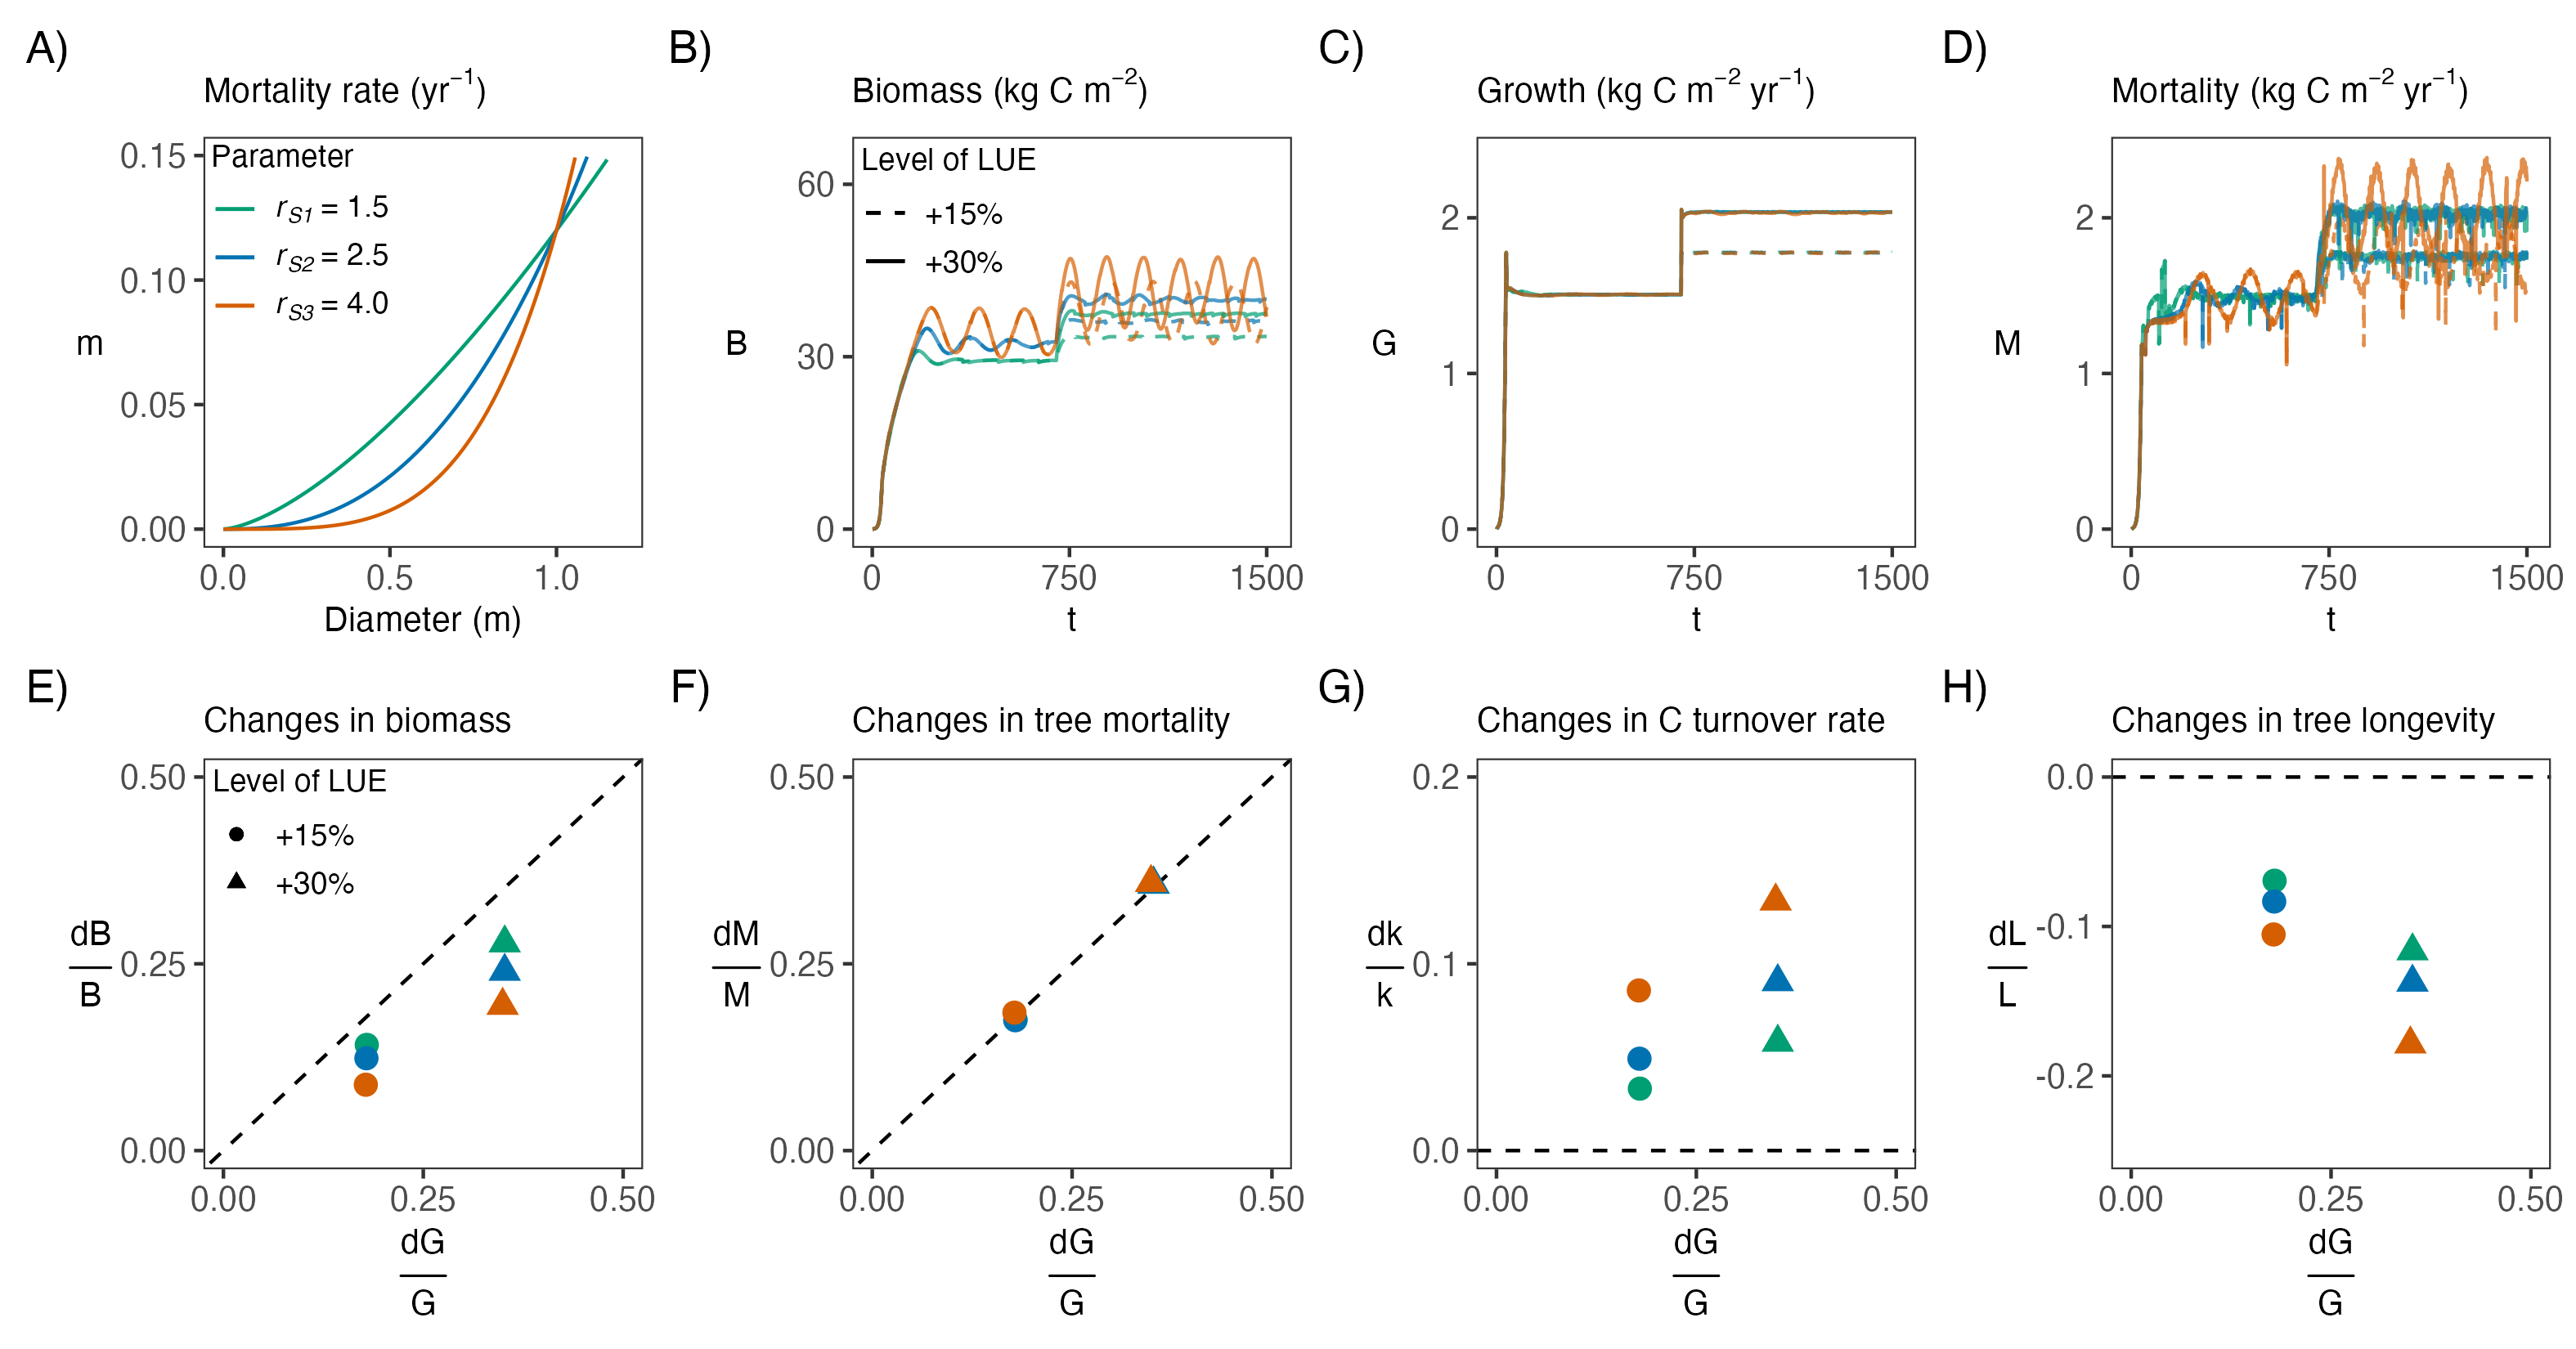 A)
Mortality rate (yr⁻¹)
Parameter
r_S1 = 1.5
r_S2 = 2.5
r_S3 = 4.0
0.15
0.10
0.05
0.00
m
0.0 0.5 1.0
Diameter (m)
B)
Biomass (kg C m⁻²)
Level of LUE
+15%
+30%
60
30
0
B
0 750 1500
t
C)
Growth (kg C m⁻² yr⁻¹)
2
1
0
G
0 750 1500
t
D)
Mortality (kg C m⁻² yr⁻¹)
2
1
0
M
0 750 1500
t
E)
Changes in biomass
Level of LUE
+15%
+30%
0.50
0.25
0.00
dB
B
0.00 0.25 0.50
dG
G
F)
Changes in tree mortality
0.50
0.25
0.00
dM
M
0.00 0.25 0.50
dG
G
G)
Changes in C turnover rate
0.2
0.1
0.0
dk
k
0.00 0.25 0.50
dG
G
H)
Changes in tree longevity
0.0
-0.1
-0.2
dL
L
0.00 0.25 0.50
dG
G